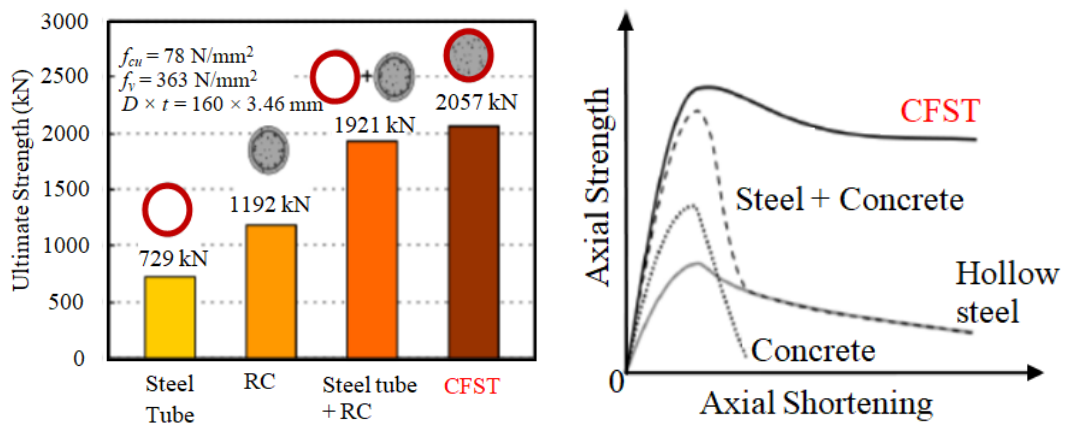 3000
2500
2000
1500
1000
500
0
Ultimate Strength (kN)
f_cu = 78 N/mm²
f_y = 363 N/mm²
D × t = 160 × 3.46 mm
+
729 kN
1192 kN
1921 kN
2057 kN
Steel
Tube
RC
Steel tube
+ RC
CFST
Axial Strength
CFST
Steel + Concrete
Hollow
steel
Concrete
0
Axial Shortening